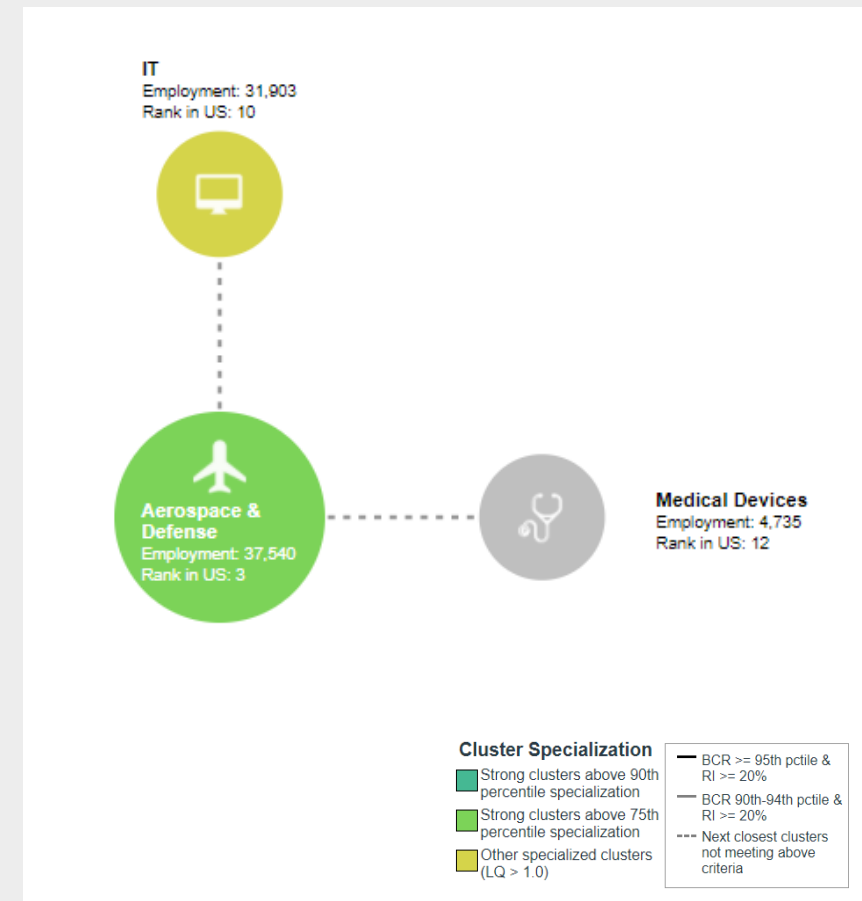 IT
Employment: 31,903
Rank in US: 10
Aerospace &
Defense
Employment: 37,540
Rank in US: 3
Medical Devices
Employment: 4,735
Rank in US: 12
Cluster Specialization
Strong clusters above 90th
percentile specialization
Strong clusters above 75th
percentile specialization
Other specialized clusters
(LQ > 1.0)
BCR >= 95th pctile &
RI >= 20%
BCR 90th-94th pctile &
RI >= 20%
Next closest clusters
not meeting above
criteria